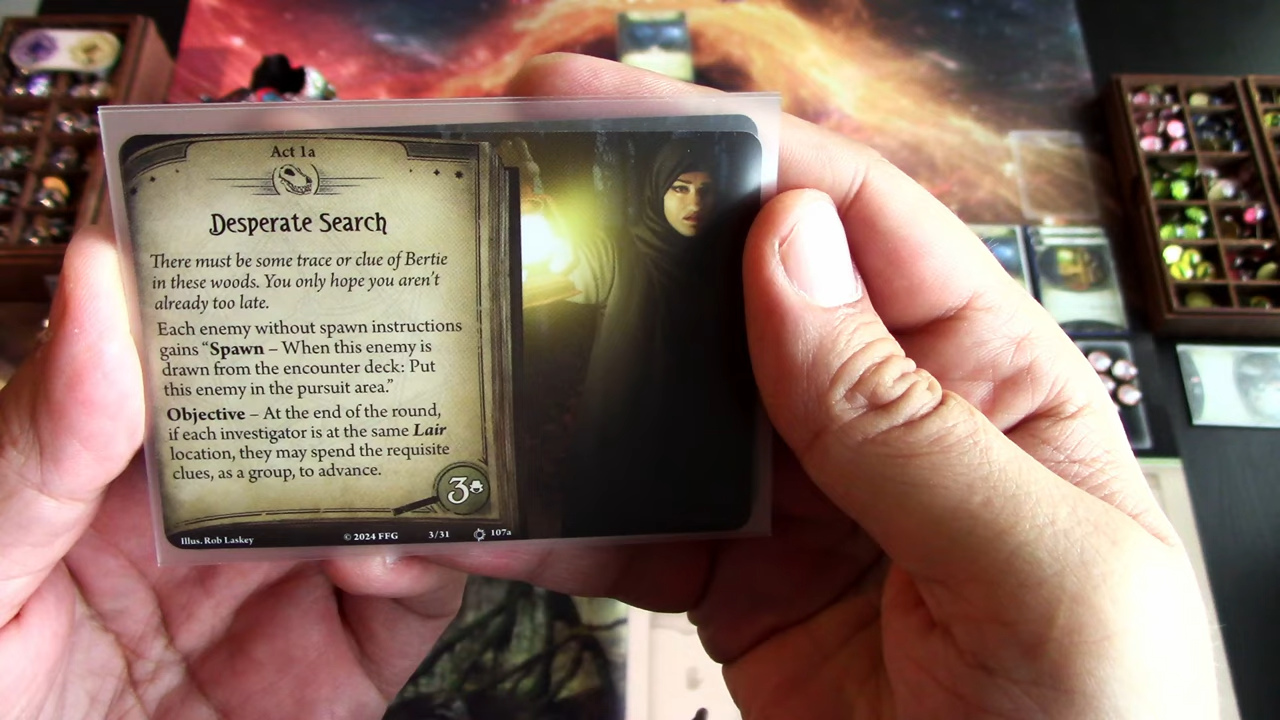 Act 1a
Desperate Search
There must be some trace or clue of Bertie
in these woods. You only hope you aren't
already too late.
Each enemy without spawn instructions
gains “Spawn – When this enemy is
drawn from the encounter deck: Put
this enemy in the pursuit area.”
Objective – At the end of the round,
if each investigator is at the same Lair
location, they may spend the requisite
clues, as a group, to advance.
3
Illus. Rob Laskey © 2024 FFG 3/31 107a